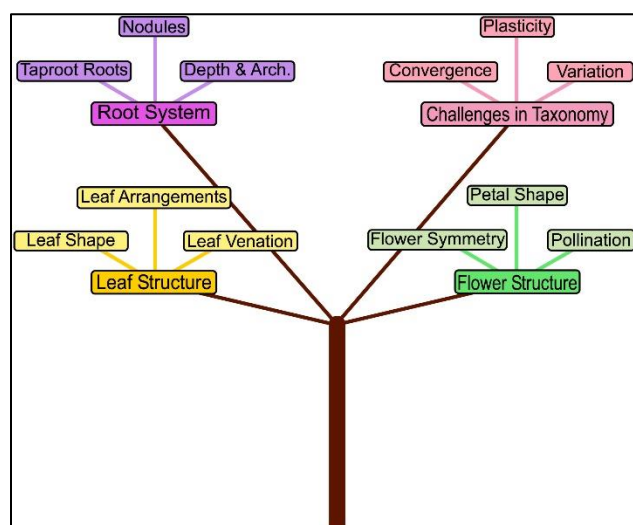 Nodules
Taproot Roots
Depth & Arch.
Root System
Plasticity
Convergence
Variation
Challenges in Taxonomy
Leaf Arrangements
Leaf Shape
Leaf Venation
Leaf Structure
Petal Shape
Flower Symmetry
Pollination
Flower Structure